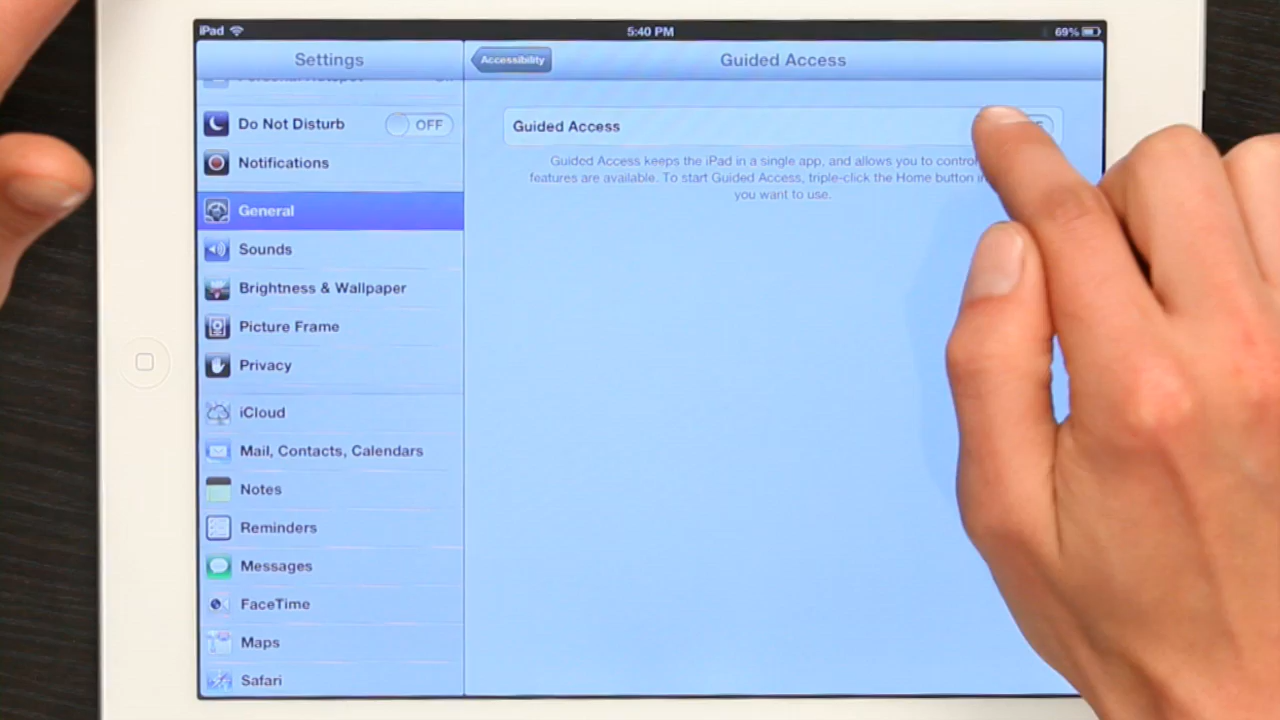 iPad
5:40 PM
69%
Settings
Accessibility
Guided Access
Do Not Disturb
OFF
Notifications
General
Sounds
Brightness & Wallpaper
Picture Frame
Privacy
iCloud
Mail, Contacts, Calendars
Notes
Reminders
Messages
FaceTime
Maps
Safari
Guided Access
Guided Access keeps the iPad in a single app, and allows you to control
features are available. To start Guided Access, triple-click the Home button
you want to use.